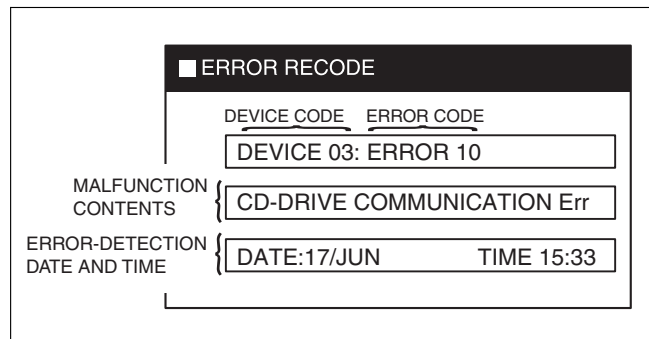 ■ ERROR RECODE
DEVICE CODE ERROR CODE
DEVICE 03: ERROR 10
MALFUNCTION
CONTENTS
CD-DRIVE COMMUNICATION Err
ERROR-DETECTION
DATE AND TIME
DATE:17/JUN TIME 15:33